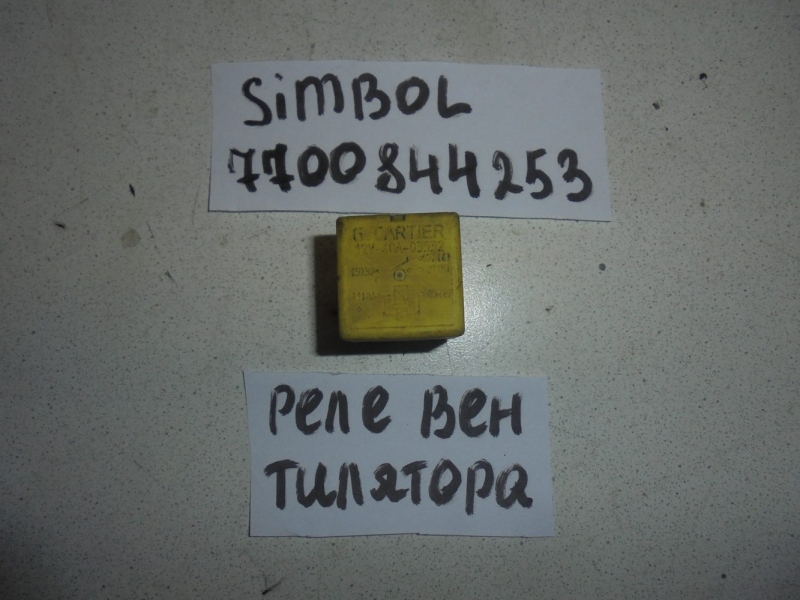 SiMBOL
7700844253
G.CARTIER
реле вен
тилятора